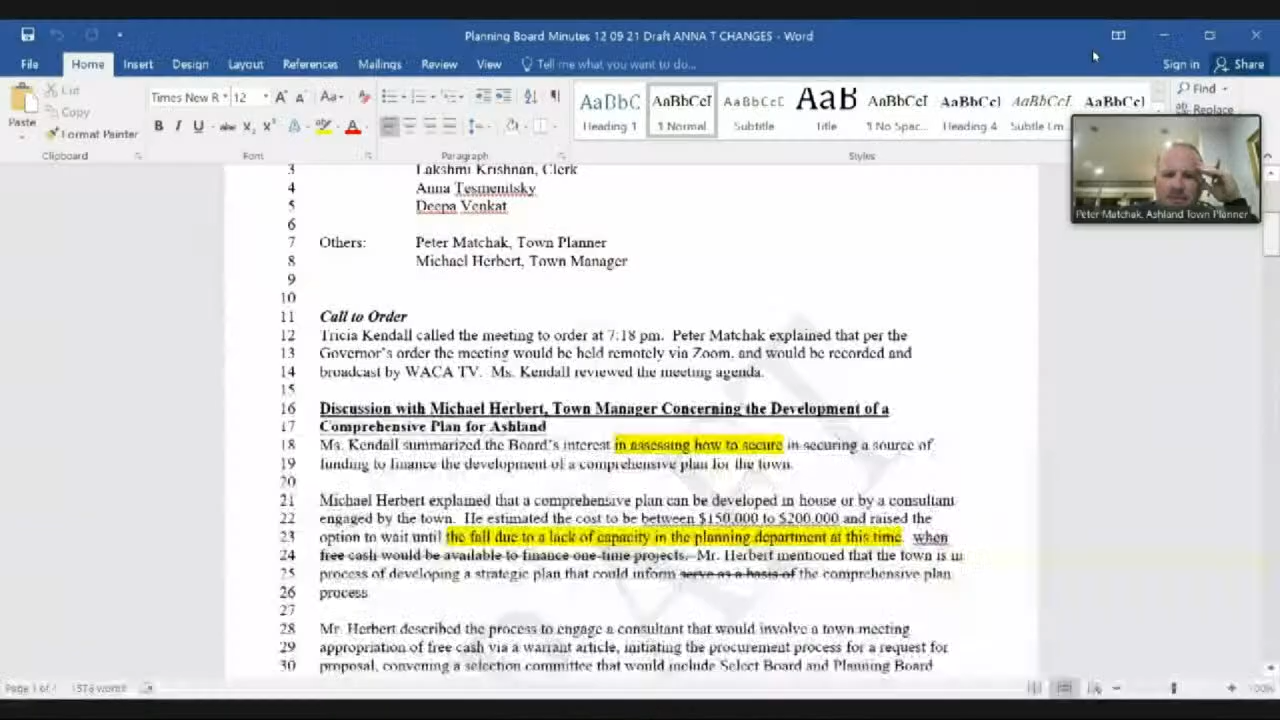 Planning Board Minutes 12 09 21 Draft ANNA T CHANGES - Word
File Home Insert Design Layout References Mailings Review View Tell me what you want to do... Sign in Share
Paste Cut Copy Format Painter
Times New R 12 Aa
B I U abc X2 X2 A A
AaBbC AaBbCcI AaBbCcC AaB AaBbCcI AaBbCcI AaBbCcI AaBbCcI
Heading 1 ¶ Normal Subtitle Title ¶ No Spac... Heading 4 Subtle Em...
Find
Replace
Clipboard Font Paragraph Styles
Peter Matchak, Ashland Town Planner
3 Lakshmi Krishnan, Clerk
4 Anna Tesmenitsky
5 Deepa Venkat
6
7 Others: Peter Matchak, Town Planner
8 Michael Herbert, Town Manager
9
10
11 Call to Order
12 Tricia Kendall called the meeting to order at 7:18 pm. Peter Matchak explained that per the
13 Governor's order the meeting would be held remotely via Zoom, and would be recorded and
14 broadcast by WACA TV. Ms. Kendall reviewed the meeting agenda.
15
16 Discussion with Michael Herbert, Town Manager Concerning the Development of a
17 Comprehensive Plan for Ashland
18 Ms. Kendall summarized the Board's interest in assessing how to secure in securing a source of
19 funding to finance the development of a comprehensive plan for the town.
20
21 Michael Herbert explained that a comprehensive plan can be developed in house or by a consultant
22 engaged by the town. He estimated the cost to be between $150,000 to $200,000 and raised the
23 option to wait until the fall due to a lack of capacity in the planning department at this time. when
24 free cash would be available to finance one-time projects. Mr. Herbert mentioned that the town is in
25 process of developing a strategic plan that could inform serve as a basis of the comprehensive plan
26 process
27
28 Mr. Herbert described the process to engage a consultant that would involve a town meeting
29 appropriation of free cash via a warrant article, initiating the procurement process for a request for
30 proposal, convening a selection committee that would include Select Board and Planning Board
Page 1 of 1576 words 100%